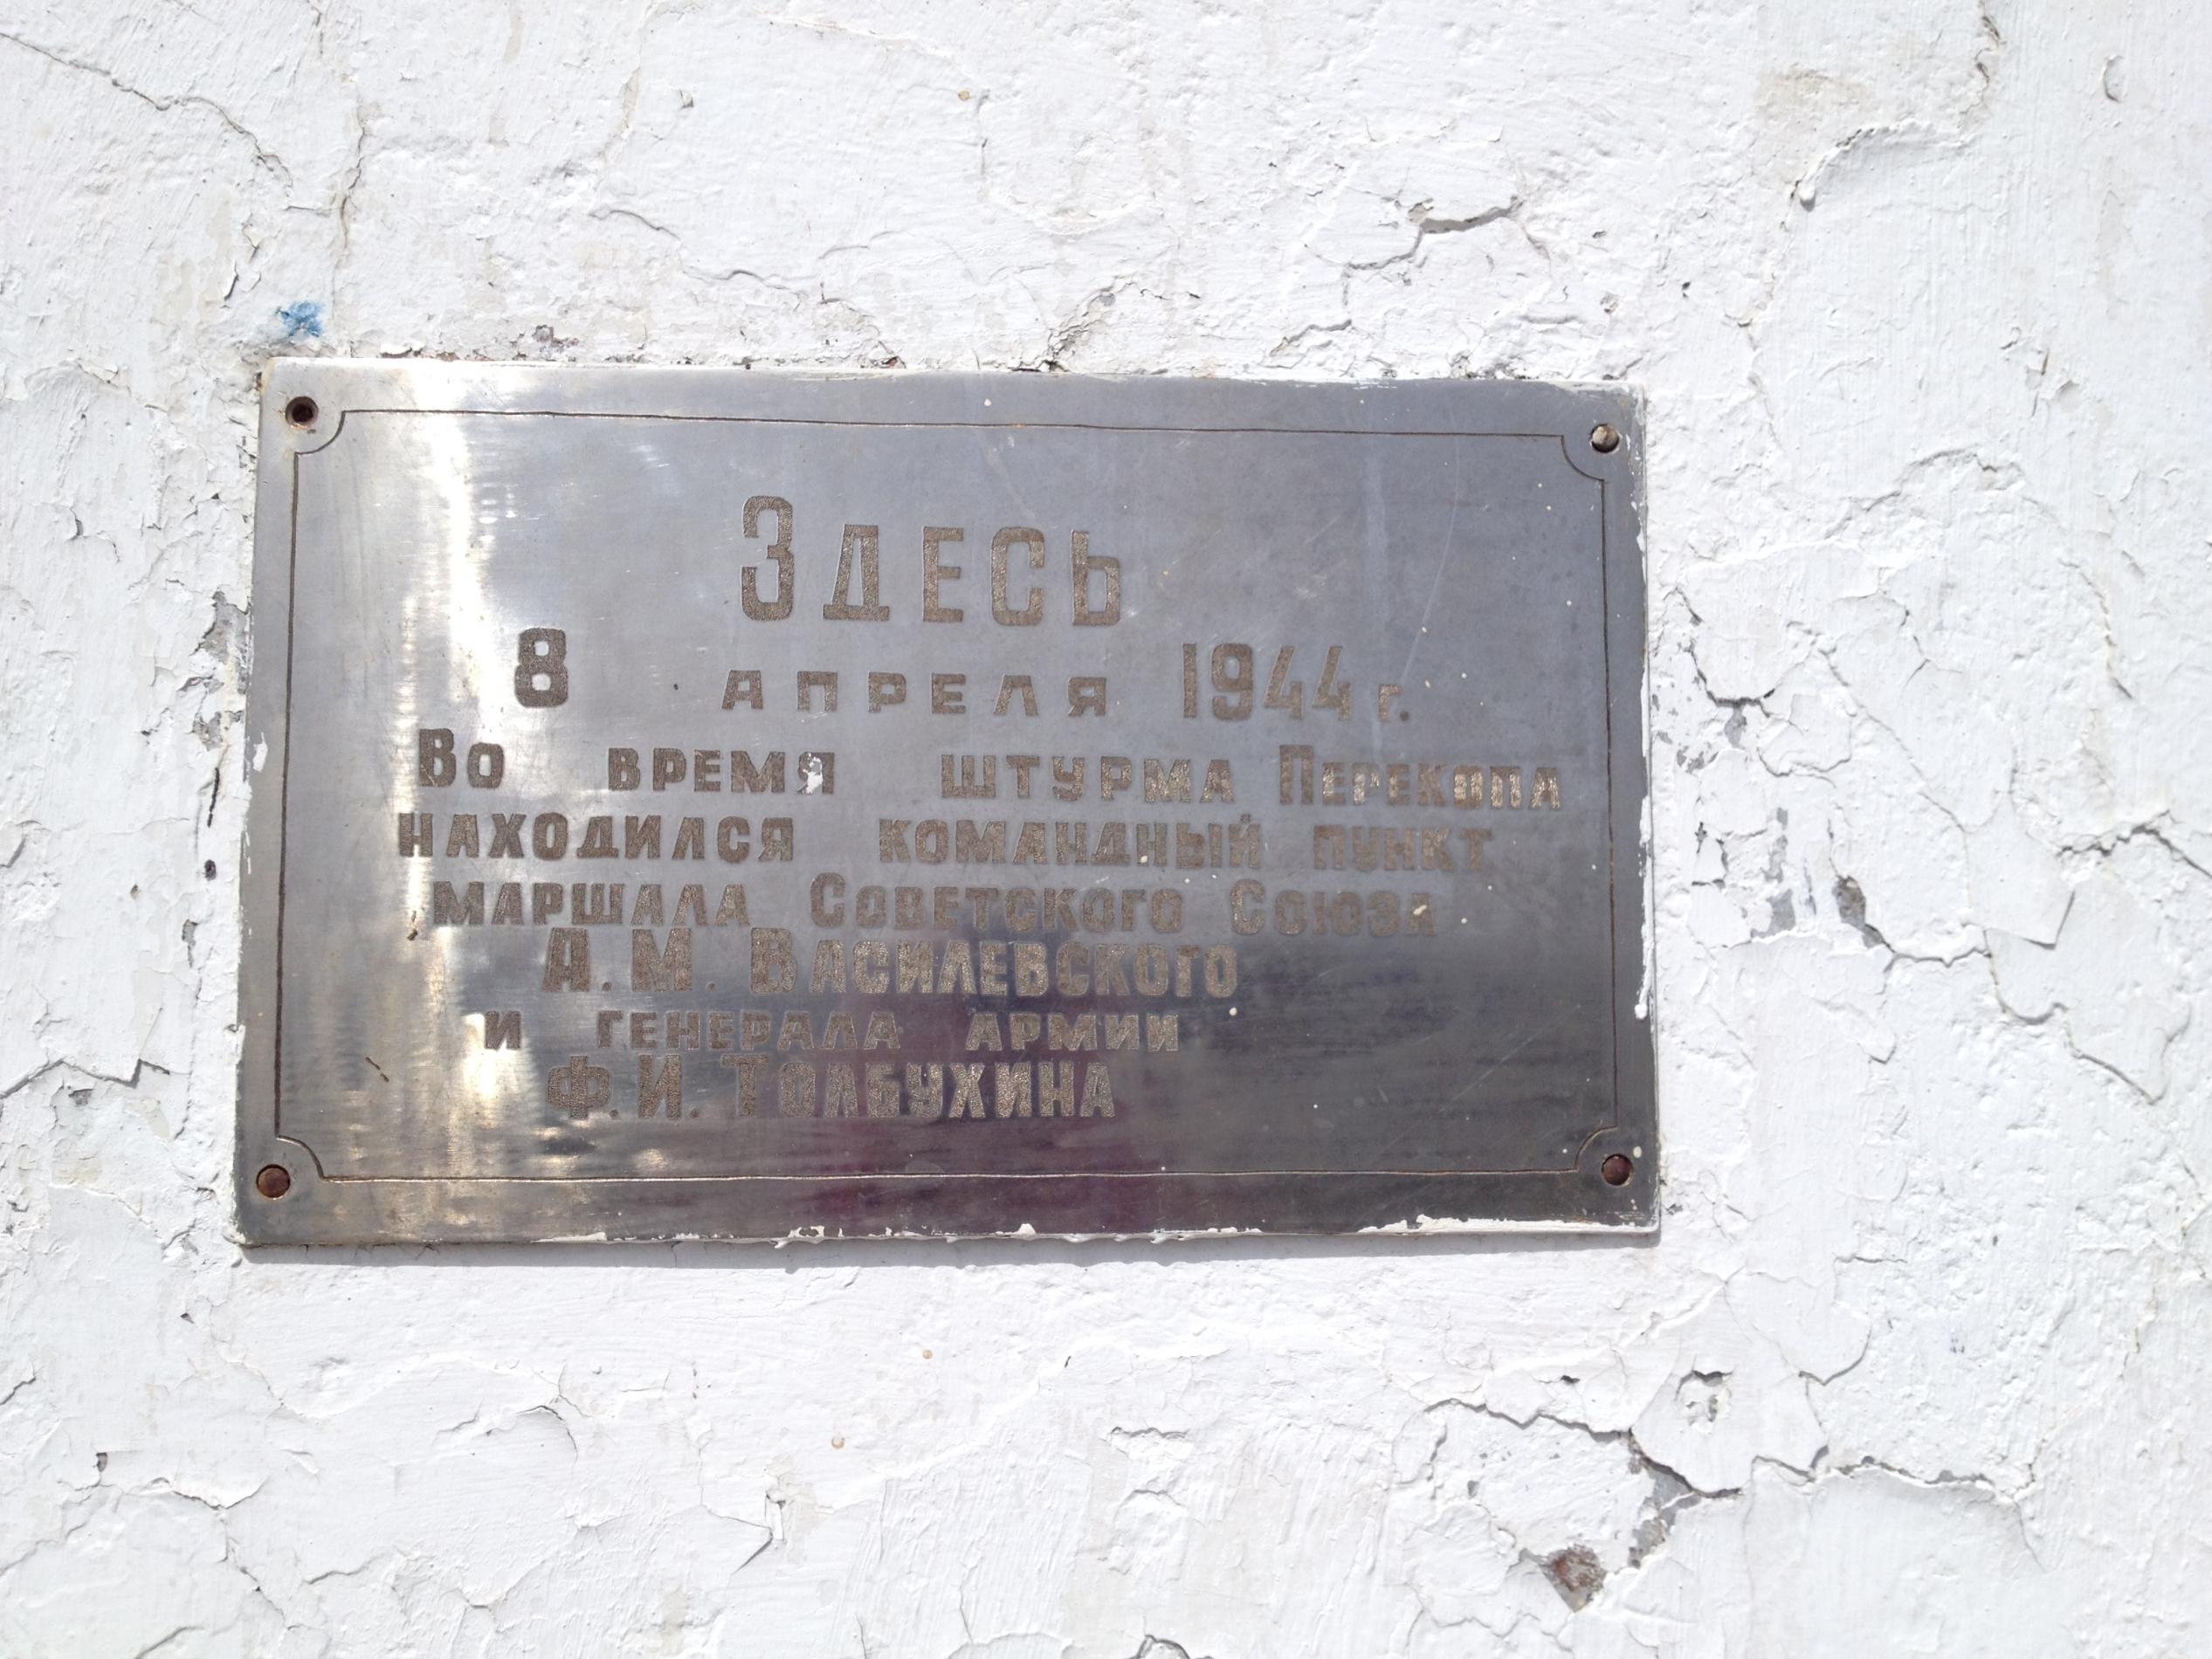 Здесь
8 апреля 1944 г.
Во время штурма Перекопа
находился командный пункт
маршала Советского Союза
А. М. Василевского
и генерала армии
Ф. И. Толбухина